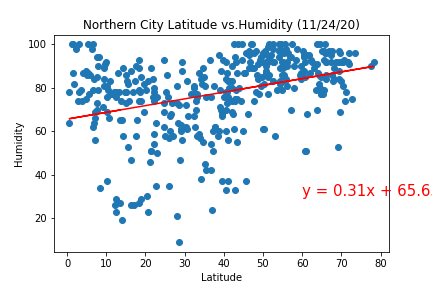 Northern City Latitude vs.Humidity (11/24/20)
100
80
60
40
20
Humidity
y = 0.31x + 65.6
0 10 20 30 40 50 60 70 80
Latitude